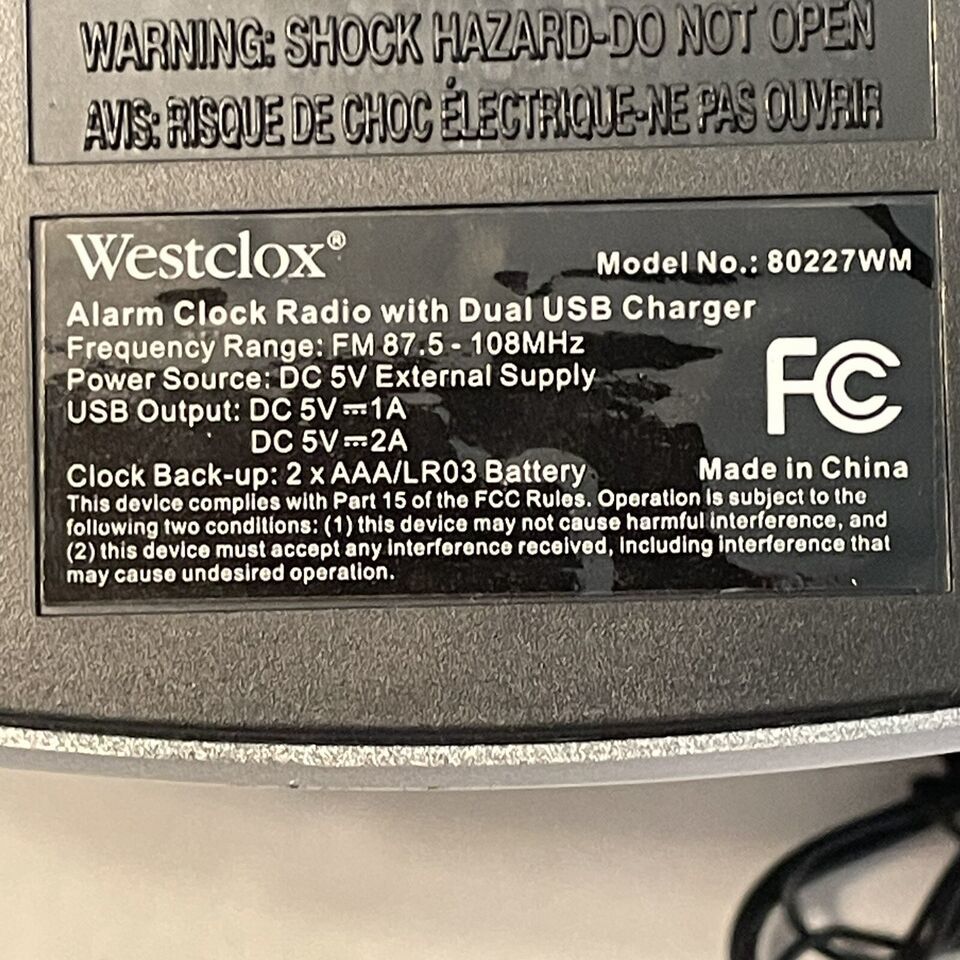 WARNING: SHOCK HAZARD-DO NOT OPEN
AVIS: RISQUE DE CHOC ÉLECTRIQUE-NE PAS OUVRIR
Westclox®
Model No.: 80227WM
Alarm Clock Radio with Dual USB Charger
Frequency Range: FM 87.5 - 108MHz
Power Source: DC 5V External Supply
USB Output: DC 5V⎓1A
DC 5V⎓2A
FC
Clock Back-up: 2 x AAA/LR03 Battery
Made in China
This device complies with Part 15 of the FCC Rules. Operation is subject to the
following two conditions: (1) this device may not cause harmful interference, and
(2) this device must accept any interference received, including interference that
may cause undesired operation.